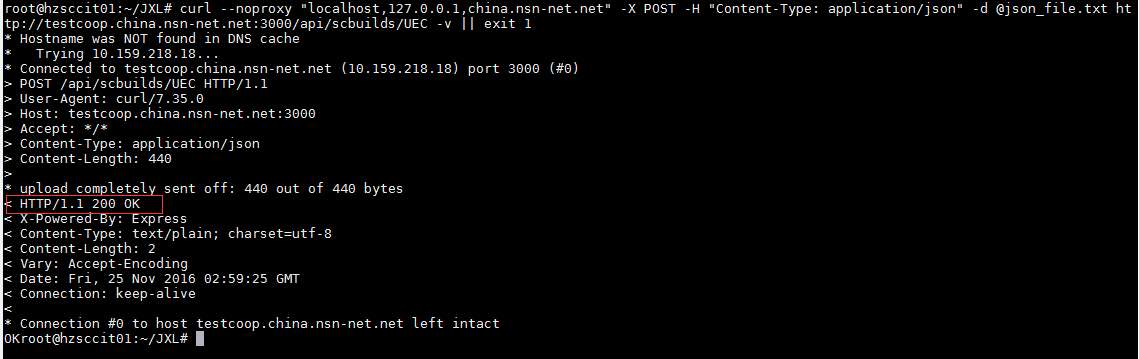 root@hzsccit01:~/JXL# curl --noproxy "localhost,127.0.0.1,china.nsn-net.net" -X POST -H "Content-Type: application/json" -d @json_file.txt ht
tp://testcoop.china.nsn-net.net:3000/api/scbuilds/UEC -v || exit 1
* Hostname was NOT found in DNS cache
*   Trying 10.159.218.18...
* Connected to testcoop.china.nsn-net.net (10.159.218.18) port 3000 (#0)
> POST /api/scbuilds/UEC HTTP/1.1
> User-Agent: curl/7.35.0
> Host: testcoop.china.nsn-net.net:3000
> Accept: */*
> Content-Type: application/json
> Content-Length: 440
>
* upload completely sent off: 440 out of 440 bytes
< HTTP/1.1 200 OK
< X-Powered-By: Express
< Content-Type: text/plain; charset=utf-8
< Content-Length: 2
< Vary: Accept-Encoding
< Date: Fri, 25 Nov 2016 02:59:25 GMT
< Connection: keep-alive
<
* Connection #0 to host testcoop.china.nsn-net.net left intact
OKroot@hzsccit01:~/JXL#